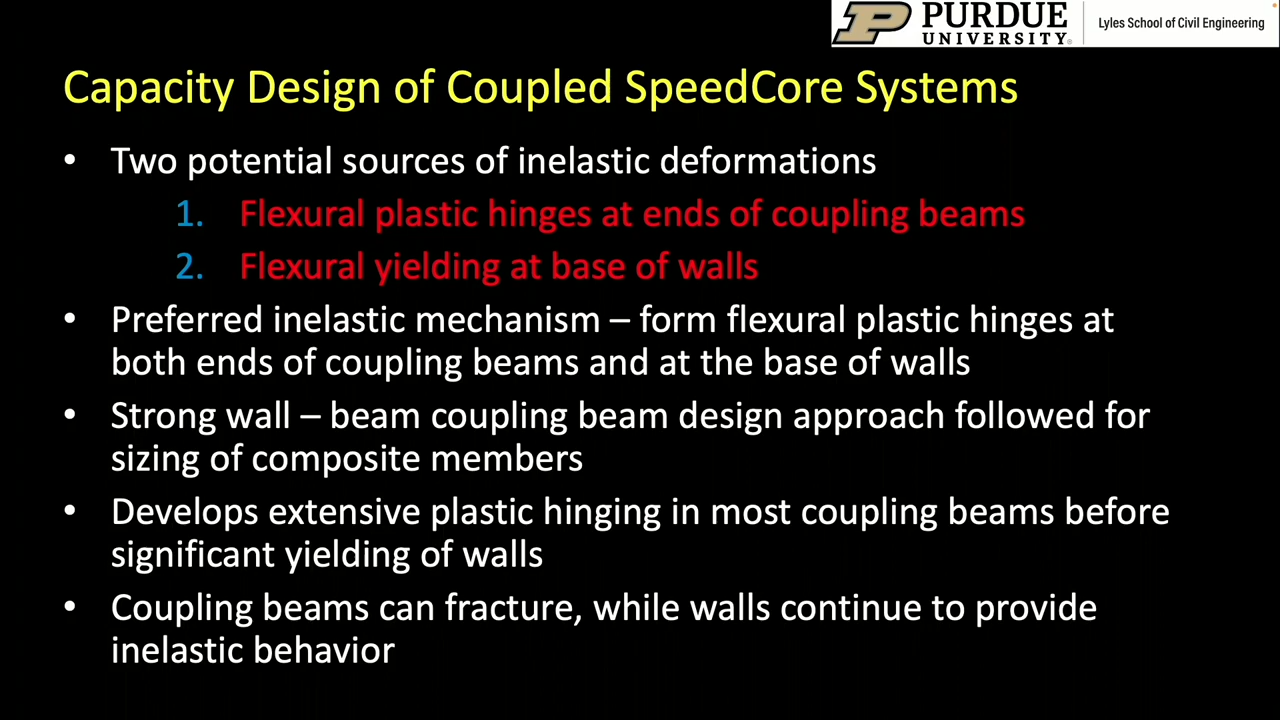 PURDUE
UNIVERSITY®
Lyles School of Civil Engineering
Capacity Design of Coupled SpeedCore Systems
• Two potential sources of inelastic deformations
1. Flexural plastic hinges at ends of coupling beams
2. Flexural yielding at base of walls
• Preferred inelastic mechanism – form flexural plastic hinges at
both ends of coupling beams and at the base of walls
• Strong wall – beam coupling beam design approach followed for
sizing of composite members
• Develops extensive plastic hinging in most coupling beams before
significant yielding of walls
• Coupling beams can fracture, while walls continue to provide
inelastic behavior